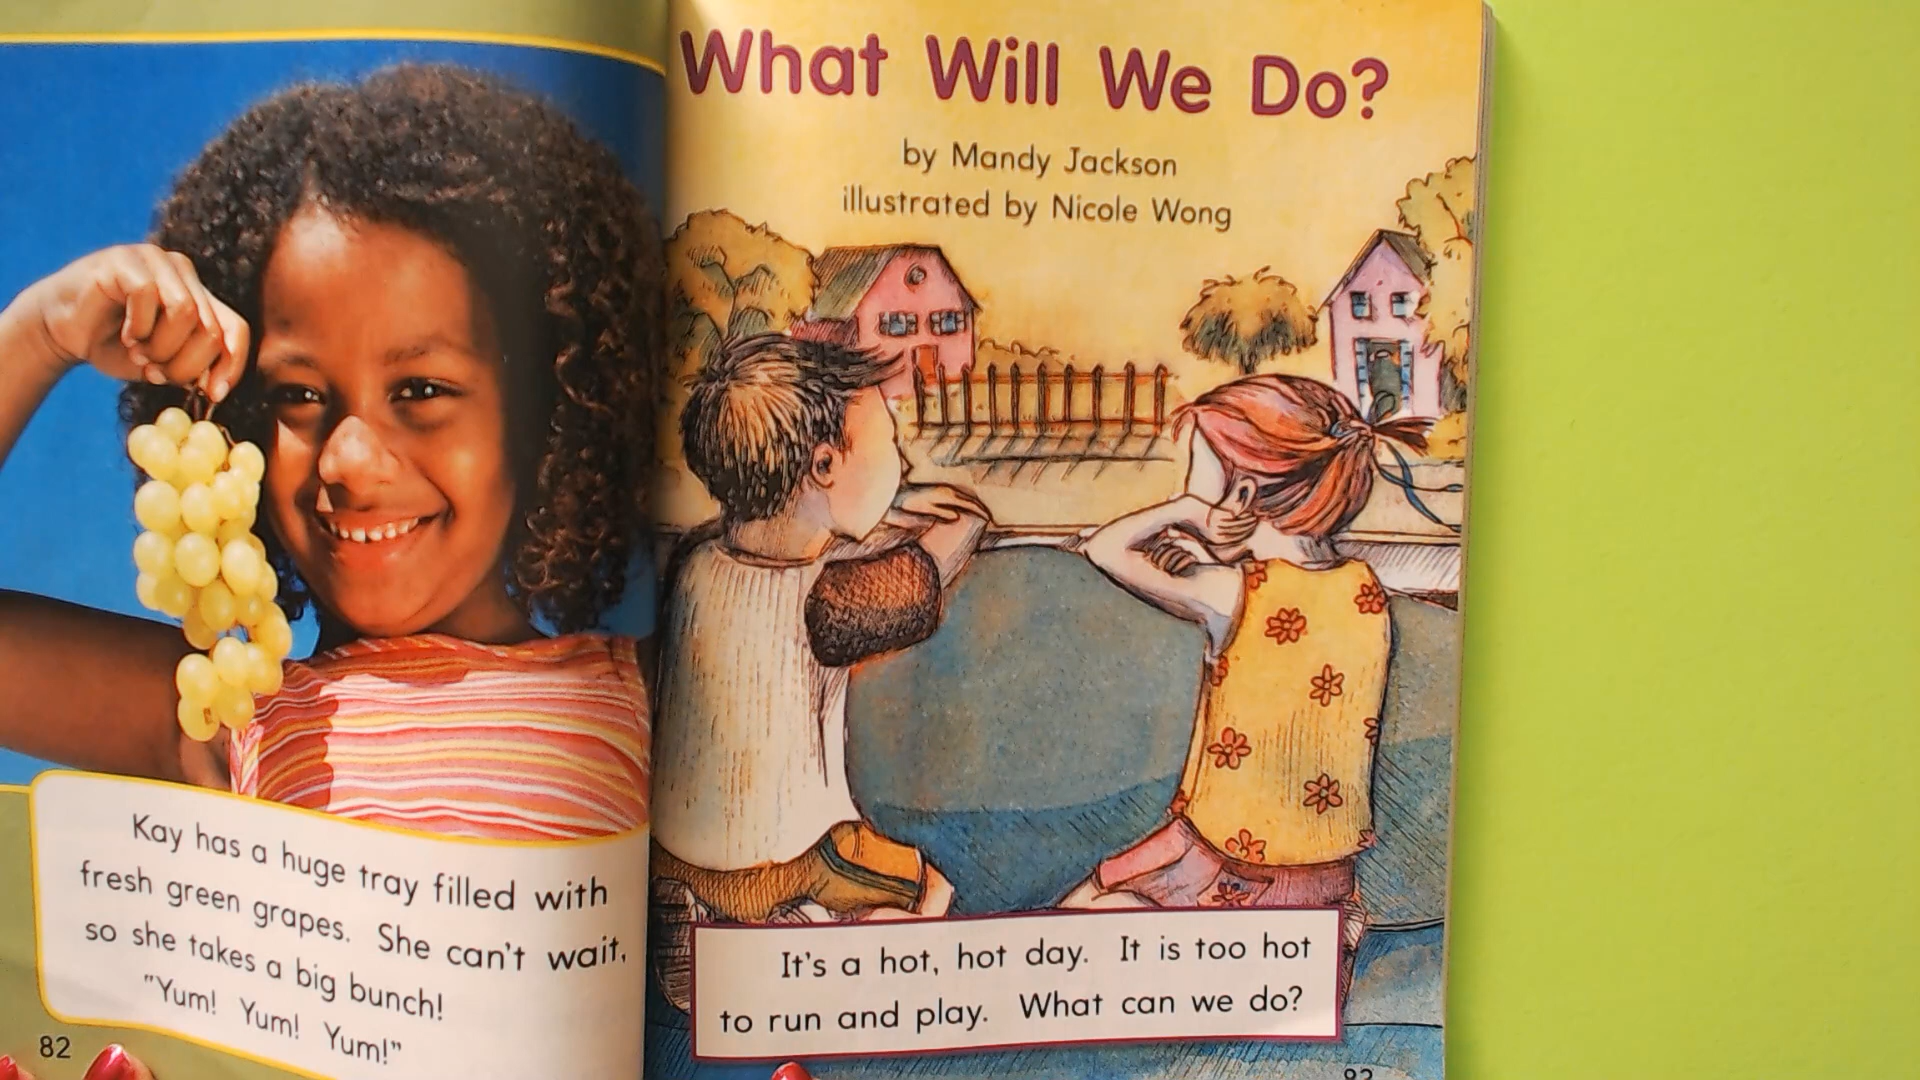 Kay has a huge tray filled with
fresh green grapes. She can't wait,
so she takes a big bunch!
"Yum! Yum! Yum!"
82
What Will We Do?
by Mandy Jackson
illustrated by Nicole Wong
It's a hot, hot day. It is too hot
to run and play. What can we do?
83